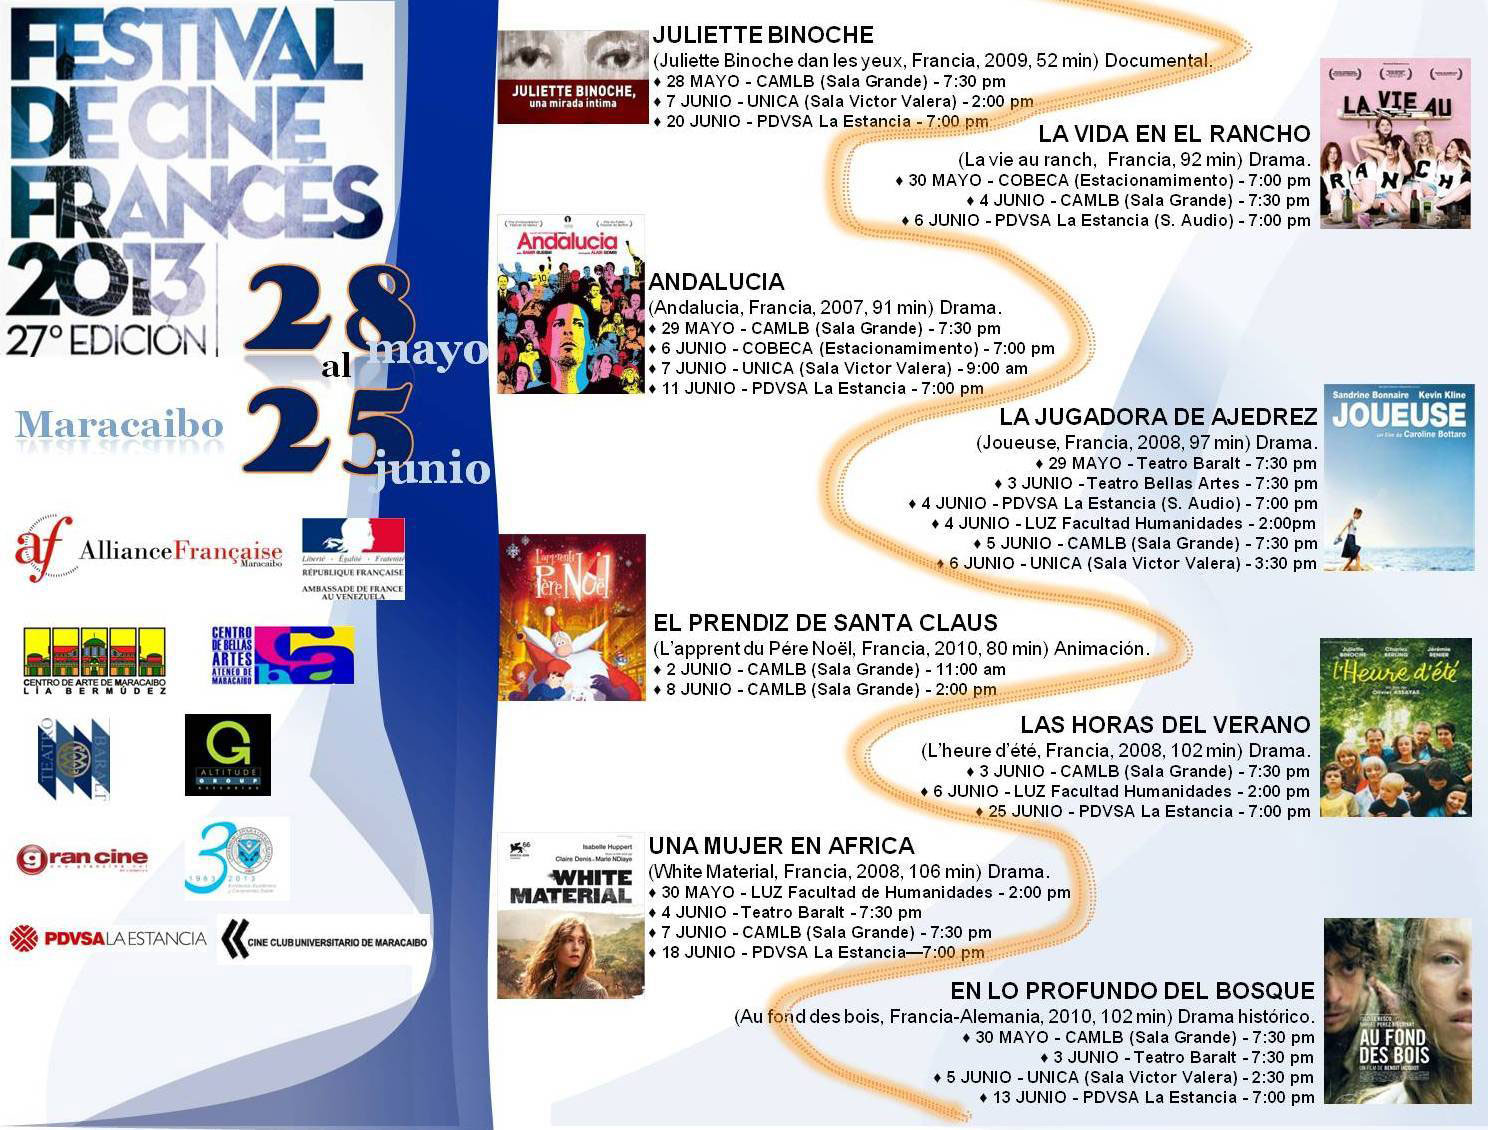 FESTIVAL
DE CINE
FRANCÉS
2013
27º EDICIÓN
28
al mayo
25
junio
Maracaibo
af AllianceFrançaise
Maracaibo
Liberté • Égalité • Fraternité
RÉPUBLIQUE FRANÇAISE
AMBASSADE DE FRANCE
AU VENEZUELA
CENTRO DE ARTE DE MARACAIBO
LÍA BERMÚDEZ
CENTRO
DE BELLAS
ARTES
ATENEO DE
MARACAIBO
TEATRO
BARALT
G
ALTITUDE
GROUP
gran cine
30
1983 2013
PDVSA LA ESTANCIA
CINE CLUB UNIVERSITARIO DE MARACAIBO
JULIETTE BINOCHE,
una mirada íntima
JULIETTE BINOCHE
(Juliette Binoche dan les yeux, Francia, 2009, 52 min) Documental.
♦ 28 MAYO - CAMLB (Sala Grande) - 7:30 pm
♦ 7 JUNIO - UNICA (Sala Victor Valera) - 2:00 pm
♦ 20 JUNIO - PDVSA La Estancia - 7:00 pm
LA VIDA EN EL RANCHO
(La vie au ranch, Francia, 92 min) Drama.
♦ 30 MAYO - COBECA (Estacionamimento) - 7:00 pm
♦ 4 JUNIO - CAMLB (Sala Grande) - 7:30 pm
♦ 6 JUNIO - PDVSA La Estancia (S. Audio) - 7:00 pm
LA VIE AU
RANCH
Andalucia
ANDALUCIA
(Andalucia, Francia, 2007, 91 min) Drama.
♦ 29 MAYO - CAMLB (Sala Grande) - 7:30 pm
♦ 6 JUNIO - COBECA (Estacionamimento) - 7:00 pm
♦ 7 JUNIO - UNICA (Sala Victor Valera) - 9:00 am
♦ 11 JUNIO - PDVSA La Estancia - 7:00 pm
LA JUGADORA DE AJEDREZ
(Joueuse, Francia, 2008, 97 min) Drama.
♦ 29 MAYO - Teatro Baralt - 7:30 pm
♦ 3 JUNIO - Teatro Bellas Artes - 7:30 pm
♦ 4 JUNIO - PDVSA La Estancia (S. Audio) - 7:00 pm
♦ 4 JUNIO - LUZ Facultad Humanidades - 2:00pm
♦ 5 JUNIO - CAMLB (Sala Grande) - 7:30 pm
♦ 6 JUNIO - UNICA (Sala Victor Valera) - 3:30 pm
Sandrine Bonnaire Kevin Kline
JOUEUSE
un film de Caroline Bottaro
l'apprenti
Père Noël
EL PRENDIZ DE SANTA CLAUS
(L'apprent du Pére Noël, Francia, 2010, 80 min) Animación.
♦ 2 JUNIO - CAMLB (Sala Grande) - 11:00 am
♦ 8 JUNIO - CAMLB (Sala Grande) - 2:00 pm
LAS HORAS DEL VERANO
(L'heure d'été, Francia, 2008, 102 min) Drama.
♦ 3 JUNIO - CAMLB (Sala Grande) - 7:30 pm
♦ 6 JUNIO - LUZ Facultad Humanidades - 2:00 pm
♦ 25 JUNIO - PDVSA La Estancia - 7:00 pm
Juliette Charles Jérémie
BINOCHE BERLING RENIER
l'Heure d'été
Olivier ASSAYAS
Isabelle Huppert
Claire Denis - Marie NDiaye
WHITE
MATERIAL
UNA MUJER EN AFRICA
(White Material, Francia, 2008, 106 min) Drama.
♦ 30 MAYO - LUZ Facultad de Humanidades - 2:00 pm
♦ 4 JUNIO - Teatro Baralt - 7:30 pm
♦ 7 JUNIO - CAMLB (Sala Grande) - 7:30 pm
♦ 18 JUNIO - PDVSA La Estancia—7:00 pm
EN LO PROFUNDO DEL BOSQUE
(Au fond des bois, Francia-Alemania, 2010, 102 min) Drama histórico.
♦ 30 MAYO - CAMLB (Sala Grande) - 7:30 pm
♦ 3 JUNIO - Teatro Baralt - 7:30 pm
♦ 5 JUNIO - UNICA (Sala Victor Valera) - 2:30 pm
♦ 13 JUNIO - PDVSA La Estancia - 7:00 pm
AU FOND
DES BOIS
UN FILM DE BENOIT JACQUOT